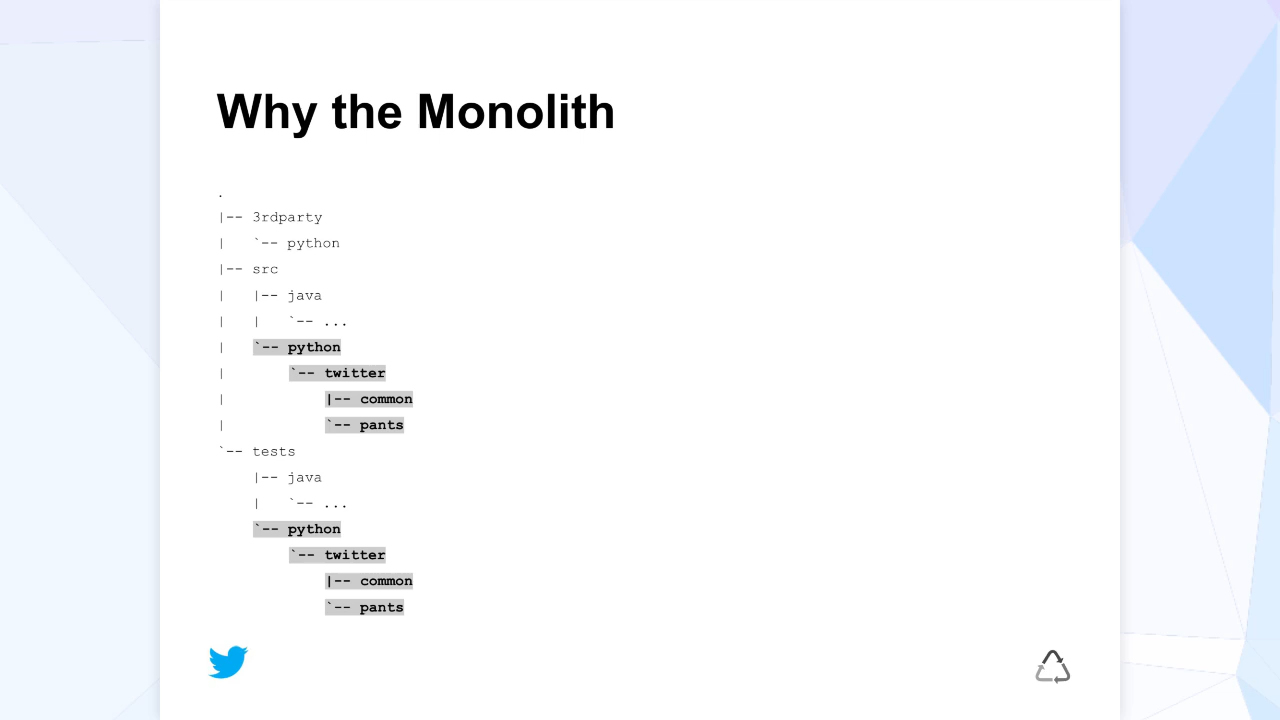 Why the Monolith
.
|-- 3rdparty
|   `-- python
|-- src
|   |-- java
|   |   `-- ...
|   `-- python
|       `-- twitter
|           |-- common
|           `-- pants
`-- tests
    |-- java
    |   `-- ...
    `-- python
        `-- twitter
            |-- common
            `-- pants